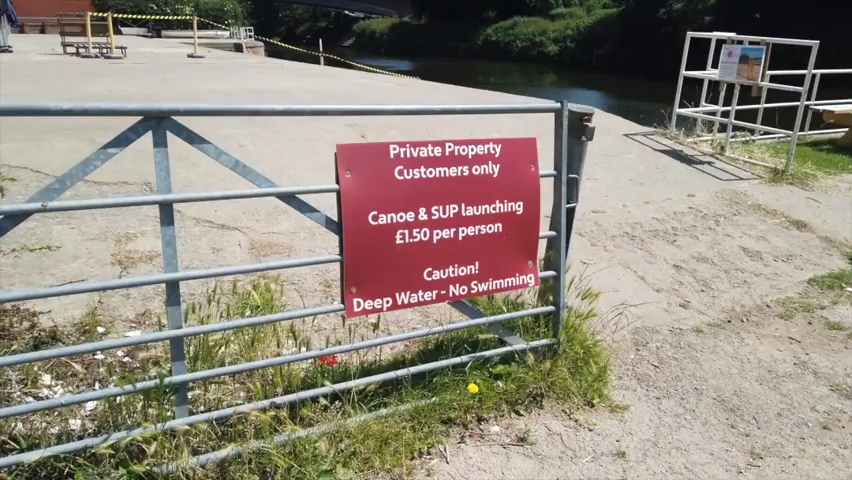 Private Property
Customers only
Canoe & SUP launching
£1.50 per person
Caution!
Deep Water - No Swimming